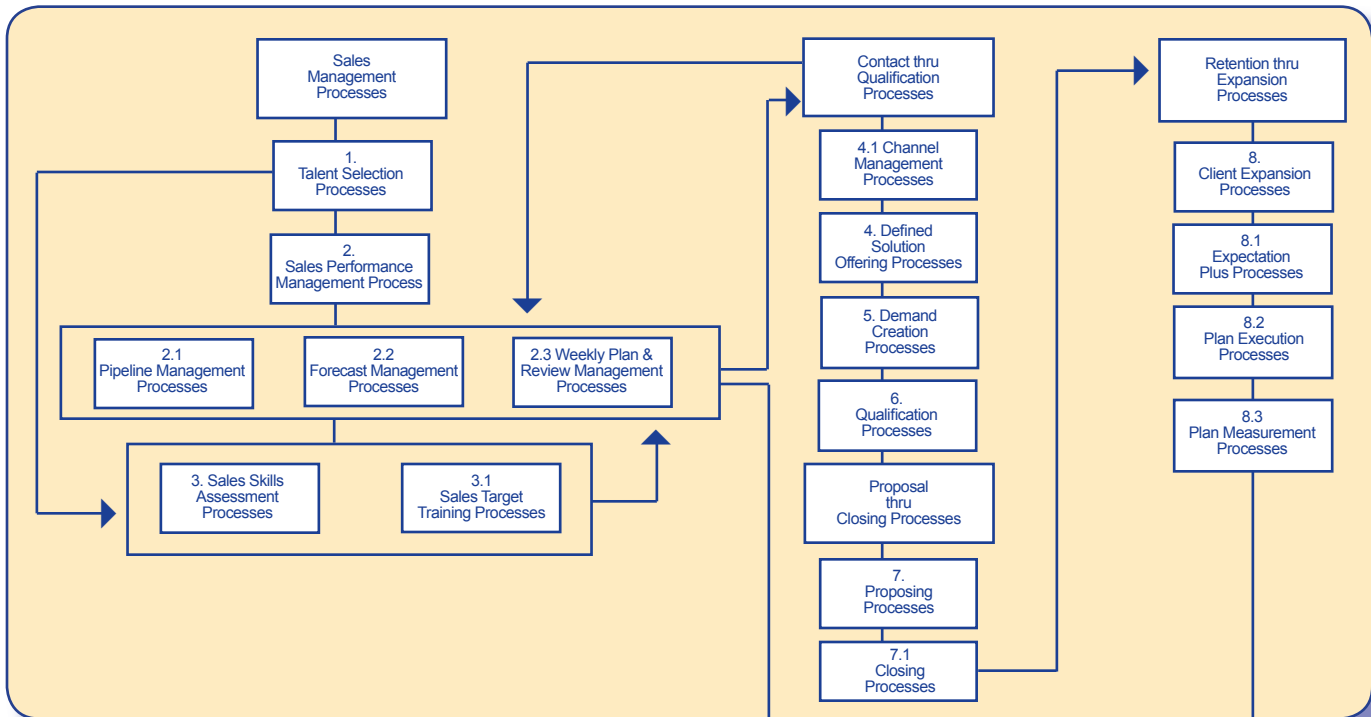 Sales
Management
Processes
1.
Talent Selection
Processes
2.
Sales Performance
Management Process
2.1
Pipeline Management
Processes
2.2
Forecast Management
Processes
2.3 Weekly Plan &
Review Management
Processes
3. Sales Skills
Assessment
Processes
3.1
Sales Target
Training Processes
Contact thru
Qualification
Processes
4.1 Channel
Management
Processes
4. Defined
Solution
Offering Processes
5. Demand
Creation
Processes
6.
Qualification
Processes
Proposal
thru
Closing Processes
7.
Proposing
Processes
7.1
Closing
Processes
Retention thru
Expansion
Processes
8.
Client Expansion
Processes
8.1
Expectation
Plus Processes
8.2
Plan Execution
Processes
8.3
Plan Measurement
Processes